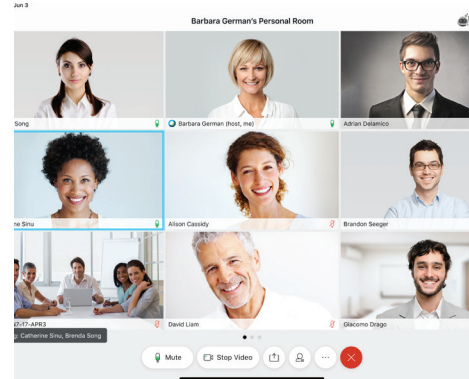 Jun 3
Barbara German's Personal Room
Song
Barbara German (host, me)
Adrian Delamico
ne Sinu
Alison Cassidy
Brandon Seeger
7-17-APR3
David Liam
Giacomo Drago
g: Catherine Sinu, Brenda Song
Mute
Stop Video